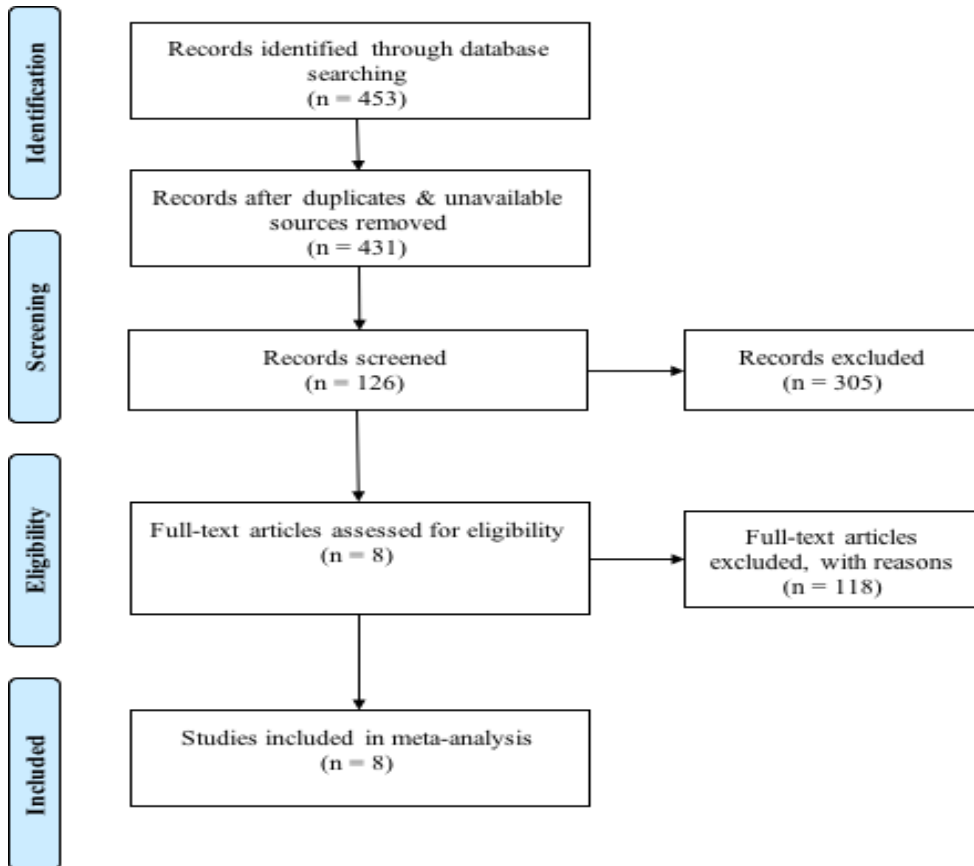 Identification
Records identified through database
searching
(n = 453)
Records after duplicates & unavailable
sources removed
(n = 431)
Screening
Records screened
(n = 126)
Records excluded
(n = 305)
Eligibility
Full-text articles assessed for eligibility
(n = 8)
Full-text articles
excluded, with reasons
(n = 118)
Included
Studies included in meta-analysis
(n = 8)